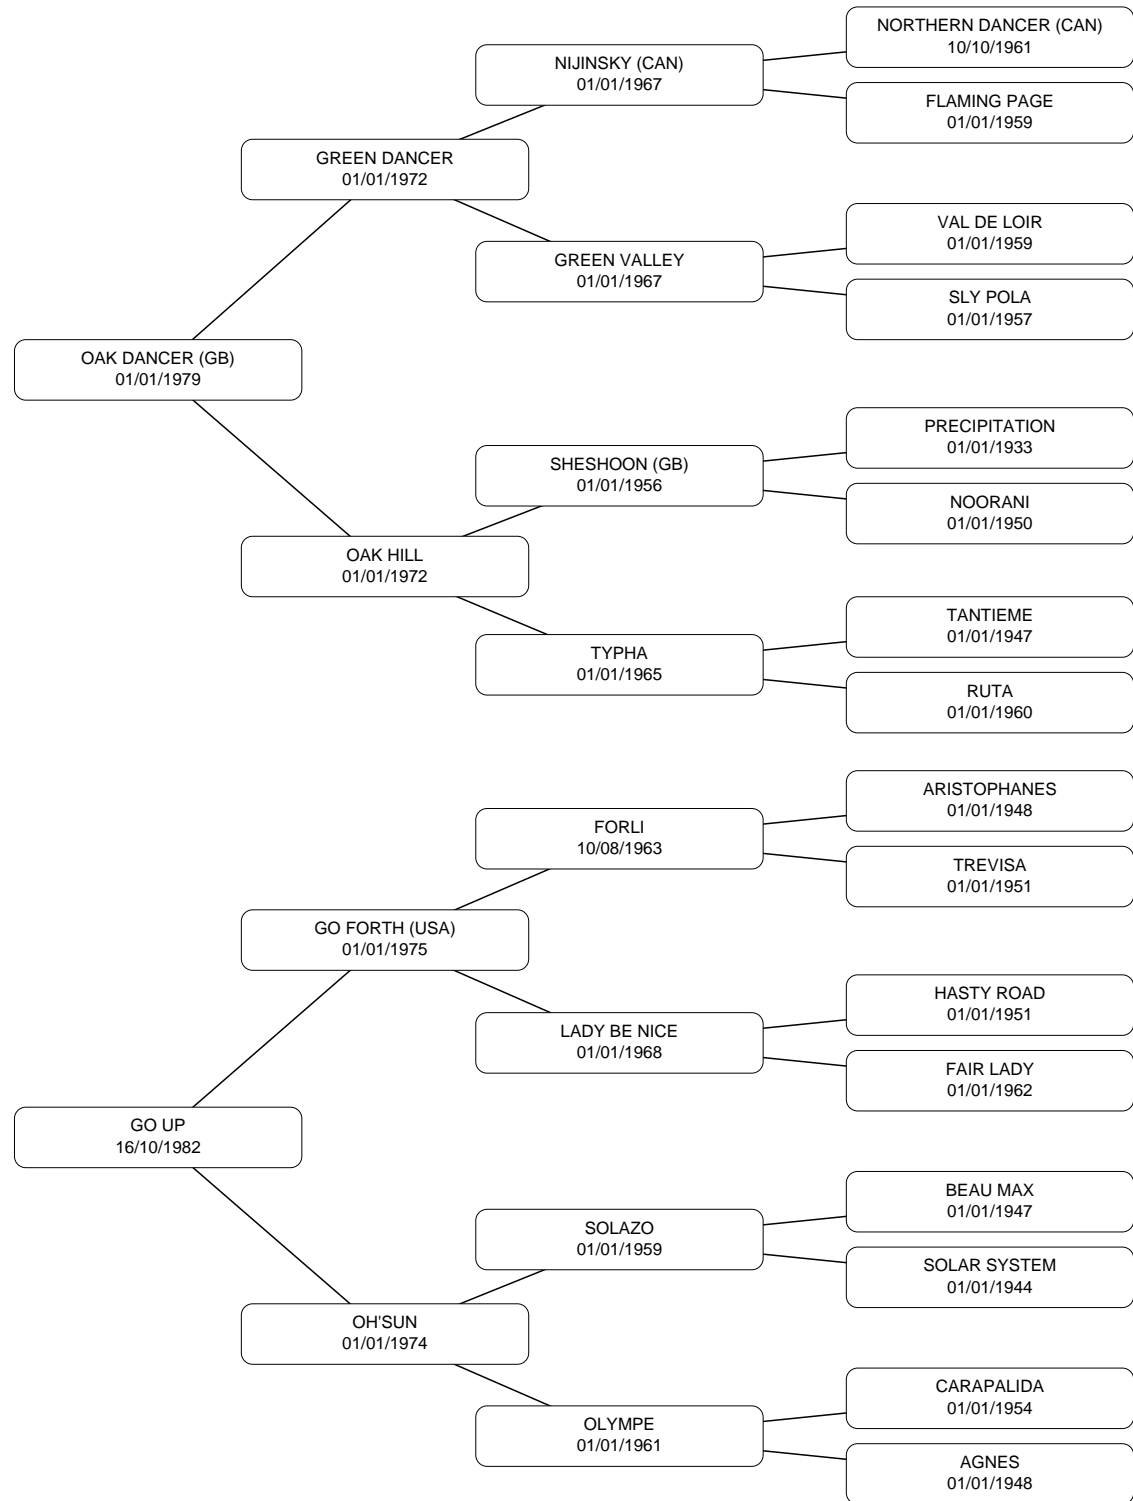 NORTHERN DANCER (CAN)
10/10/1961
NIJINSKY (CAN)
01/01/1967
FLAMING PAGE
01/01/1959
GREEN DANCER
01/01/1972
VAL DE LOIR
01/01/1959
GREEN VALLEY
01/01/1967
SLY POLA
01/01/1957
OAK DANCER (GB)
01/01/1979
PRECIPITATION
01/01/1933
SHESHOON (GB)
01/01/1956
NOORANI
01/01/1950
OAK HILL
01/01/1972
TANTIEME
01/01/1947
TYPHA
01/01/1965
RUTA
01/01/1960
ARISTOPHANES
01/01/1948
FORLI
10/08/1963
TREVISA
01/01/1951
GO FORTH (USA)
01/01/1975
HASTY ROAD
01/01/1951
LADY BE NICE
01/01/1968
FAIR LADY
01/01/1962
GO UP
16/10/1982
BEAU MAX
01/01/1947
SOLAZO
01/01/1959
SOLAR SYSTEM
01/01/1944
OH'SUN
01/01/1974
CARAPALIDA
01/01/1954
OLYMPE
01/01/1961
AGNES
01/01/1948